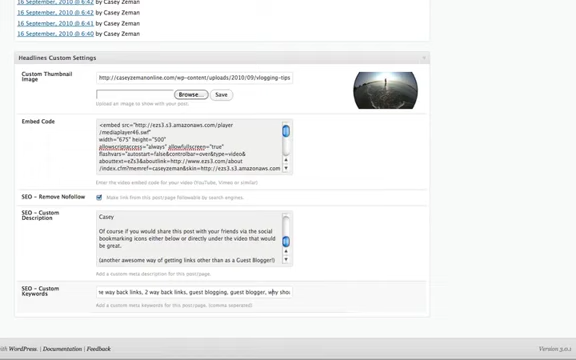 16 September, 2010 @ 6:42 by Casey Zeman
16 September, 2010 @ 6:42 by Casey Zeman
16 September, 2010 @ 6:41 by Casey Zeman
16 September, 2010 @ 6:40 by Casey Zeman
Headlines Custom Settings
Custom Thumbnail Image
http://caseyzemanonline.com/wp-content/uploads/2010/09/vlogging-tips
Browse... Save
Upload an image to show with your post.
Embed Code
<embed src="http://ezs3.s3.amazonaws.com/player
/mediaplayer46.swf"
width="675" height="500"
allowscriptaccess="always" allowfullscreen="true"
flashvars="autostart=false&controlbar=over&type=video&
abouttext=eZs3&aboutlink=http://www.ezs3.com/about
/index.cfm?memref=caseyzeman&skin=http://ezs3.s3.amazonaws.com
Enter the video embed code for your video (YouTube, Vimeo or similar)
SEO - Remove Nofollow
Make link from this post/page followable by search engines.
SEO - Custom Description
Casey
Of course if you would share this post with your friends via the social
bookmarking icons either below or directly under the video that would
be great.
(another awesome way of getting links other than as a Guest Blogger!)
Add a custom meta description for this post/page.
SEO - Custom Keywords
e way back links, 2 way back links, guest blogging, guest blogger, why shou
Add a custom meta keywords for this post/page. (comma seperated)
ith WordPress. | Documentation | Feedback
Version 3.0.1